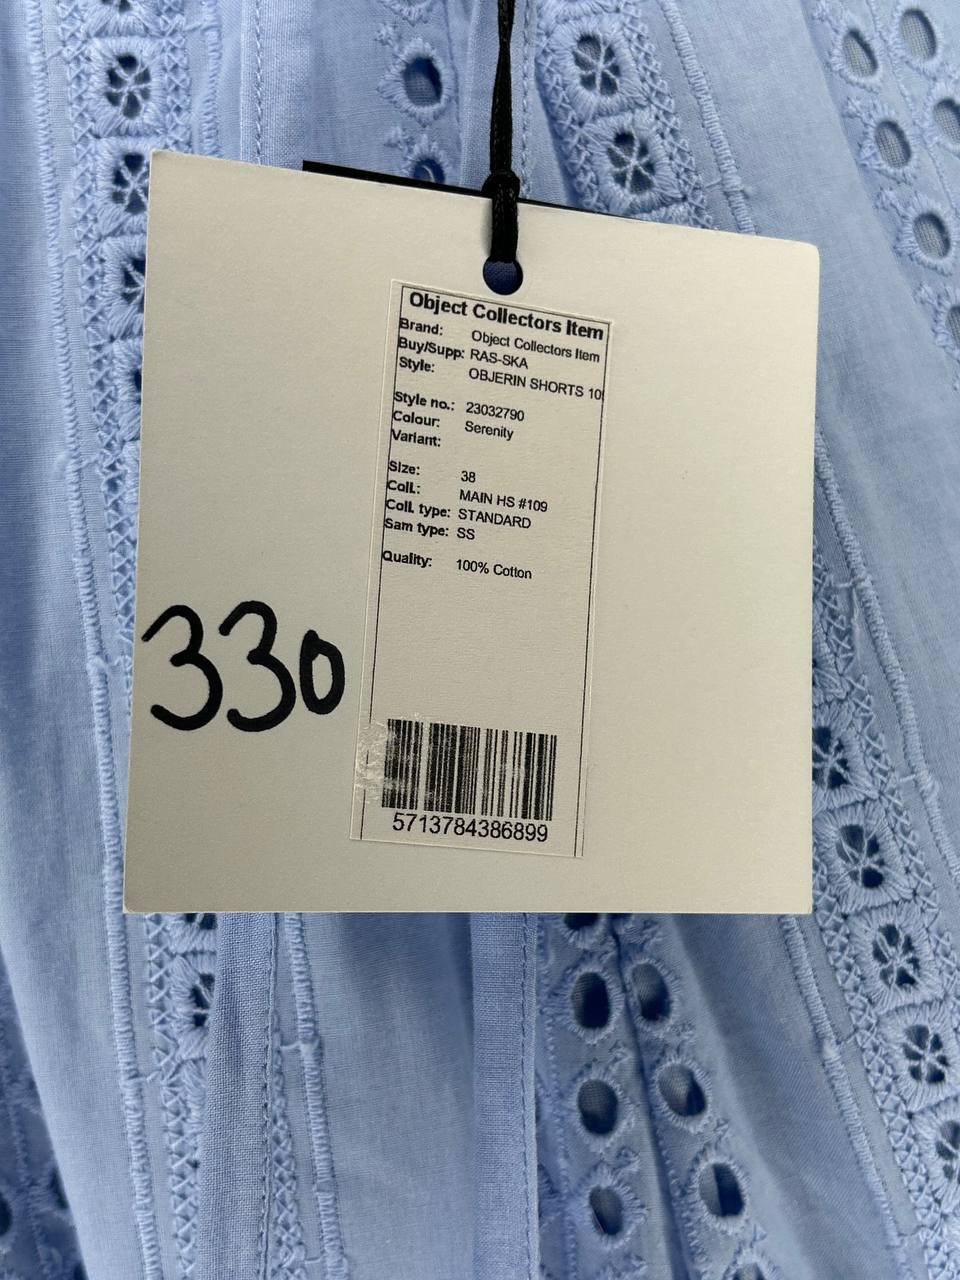 Object Collectors Item
Brand: Object Collectors Item
Buy/Supp: RAS-SKA
Style: OBJERIN SHORTS 10
Style no.: 23032790
Colour: Serenity
Variant:
Size: 38
Coll.: MAIN HS #109
Coll. type: STANDARD
Sam type: SS
Quality: 100% Cotton
330
5713784386899